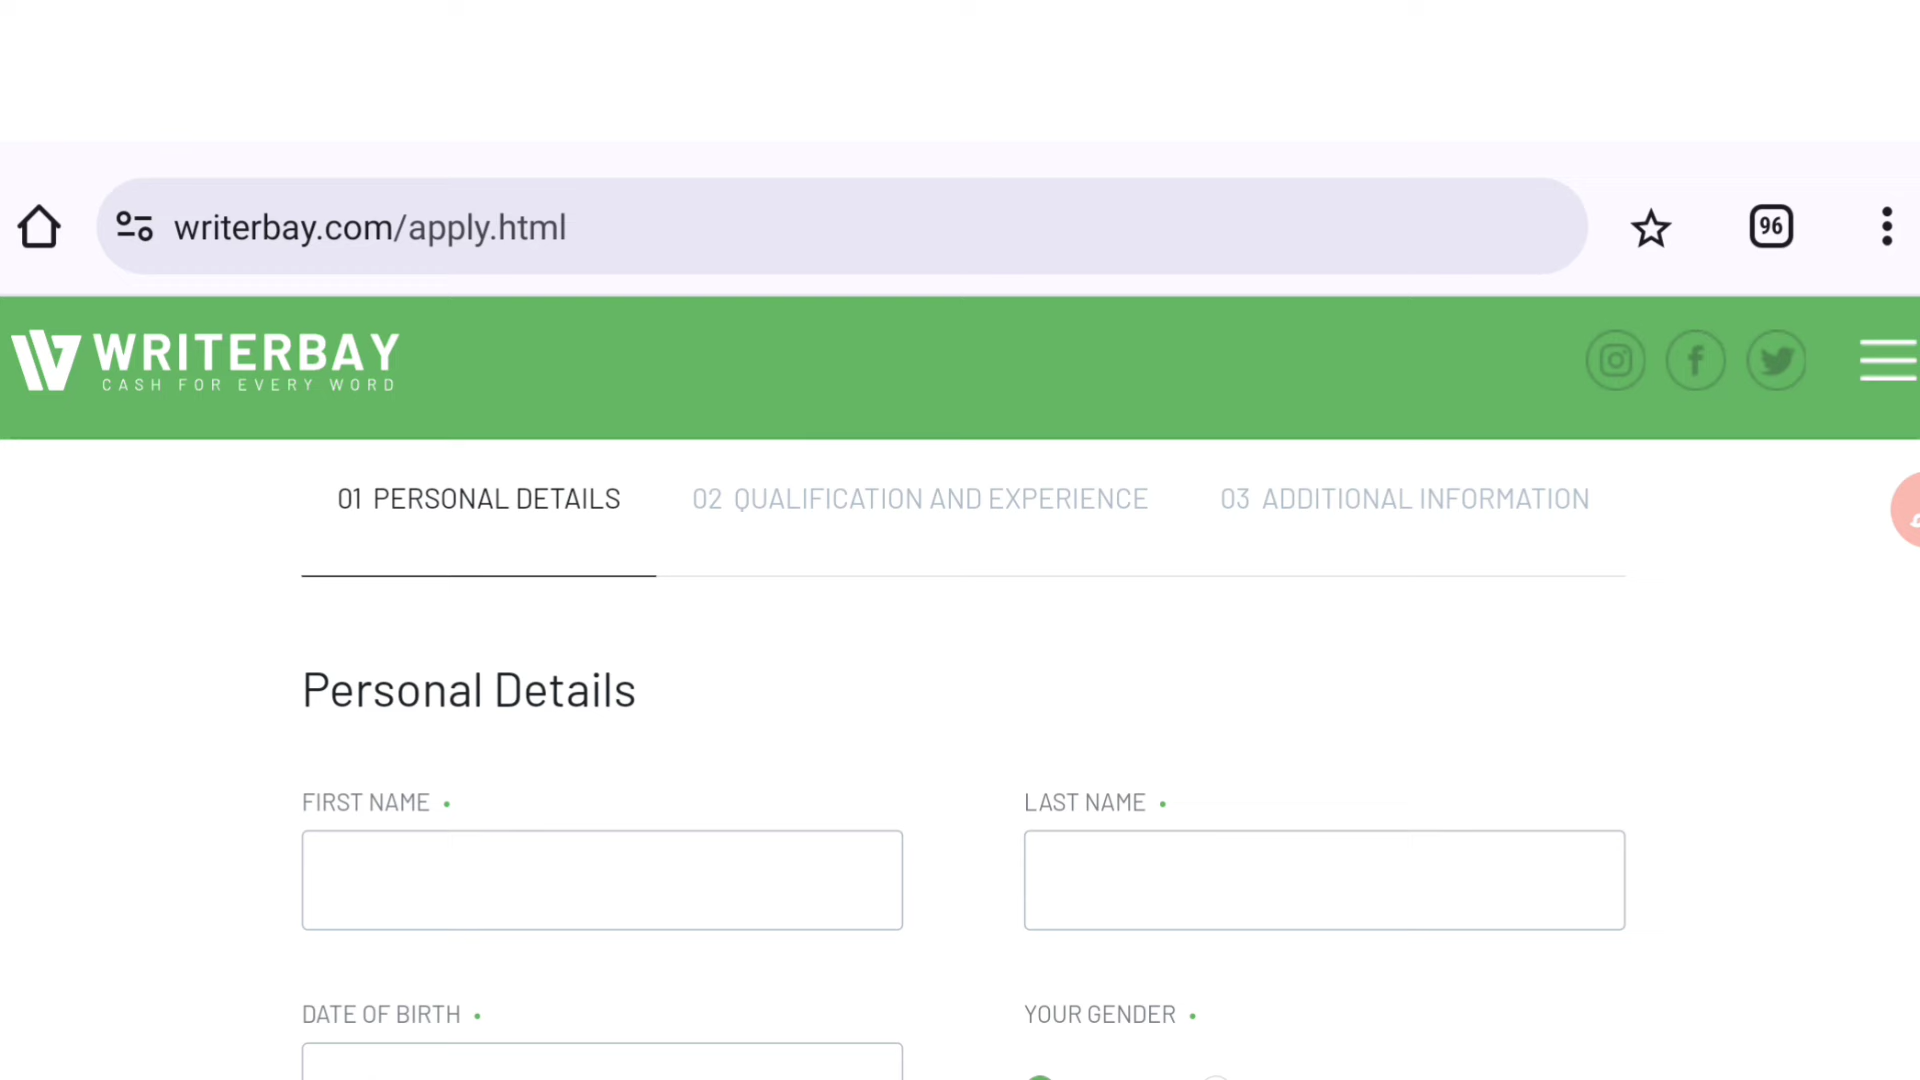 writerbay.com/apply.html
96
WRITERBAY
CASH FOR EVERY WORD
01 PERSONAL DETAILS
02 QUALIFICATION AND EXPERIENCE
03 ADDITIONAL INFORMATION
Personal Details
FIRST NAME
LAST NAME
DATE OF BIRTH
YOUR GENDER